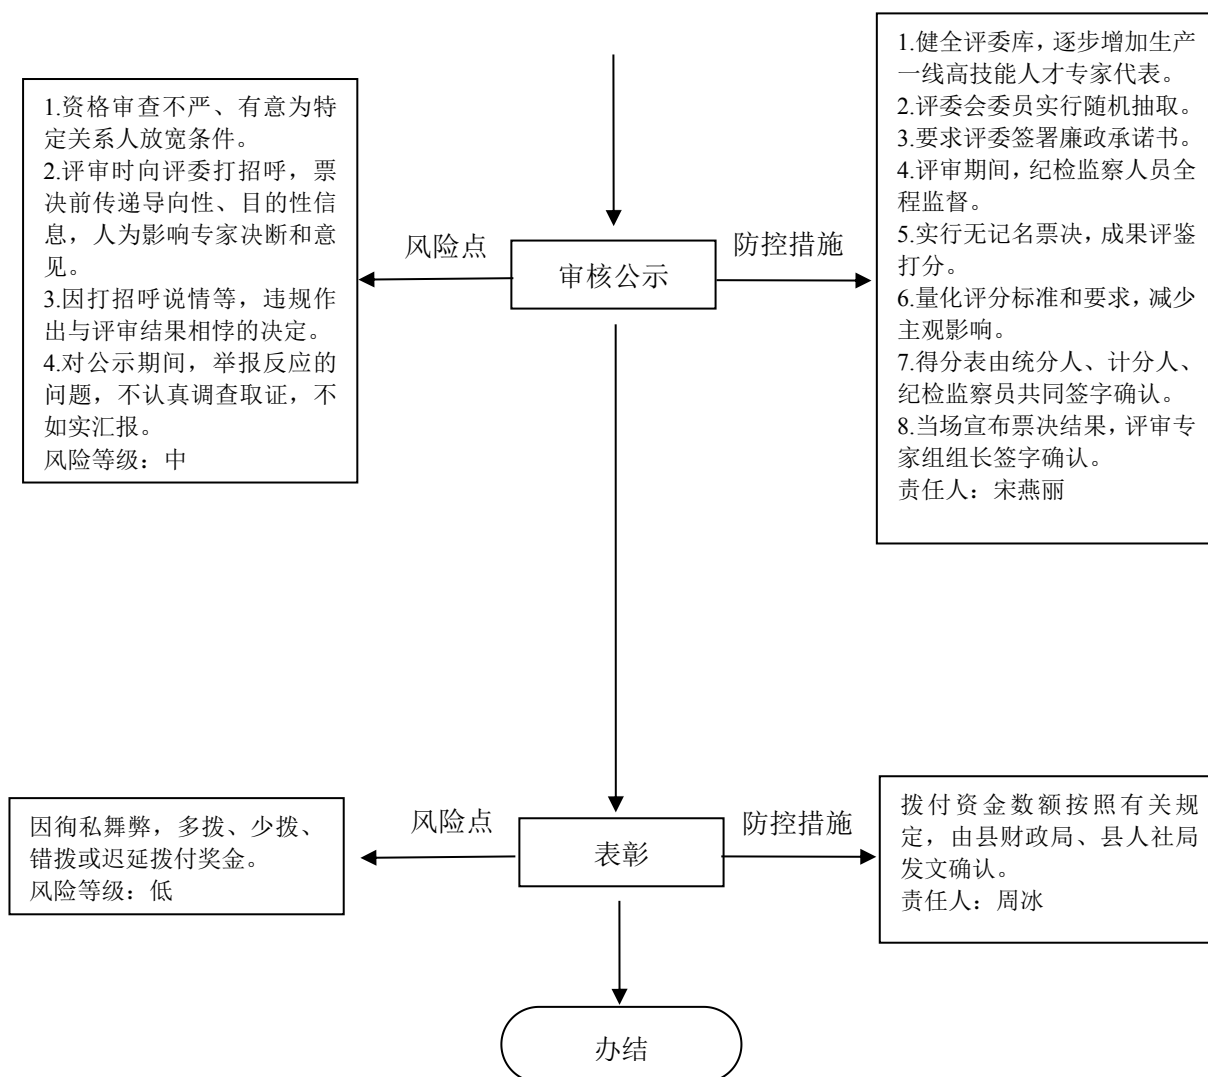 1.资格审查不严、有意为特
定关系人放宽条件。
2.评审时向评委打招呼，票
决前传递导向性、目的性信
息，人为影响专家决断和意
见。
3.因打招呼说情等，违规作
出与评审结果相悖的决定。
4.对公示期间，举报反应的
问题，不认真调查取证，不
如实汇报。
风险等级：中
风险点
审核公示
防控措施
1.健全评委库，逐步增加生产
一线高技能人才专家代表。
2.评委会委员实行随机抽取。
3.要求评委签署廉政承诺书。
4.评审期间，纪检监察人员全
程监督。
5.实行无记名票决，成果评鉴
打分。
6.量化评分标准和要求，减少
主观影响。
7.得分表由统分人、计分人、
纪检监察员共同签字确认。
8.当场宣布票决结果，评审专
家组组长签字确认。
责任人：宋燕丽
因徇私舞弊，多拨、少拨、
错拨或迟延拨付奖金。
风险等级：低
风险点
表彰
防控措施
拨付资金数额按照有关规
定，由县财政局、县人社局
发文确认。
责任人：周冰
办结